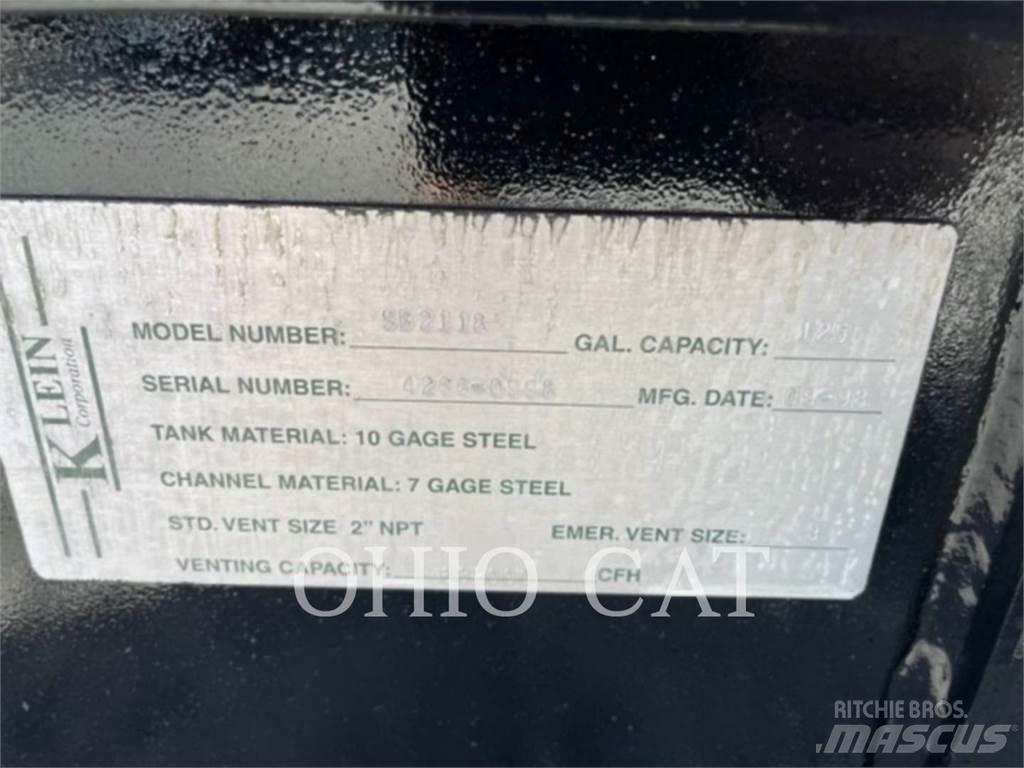 KLEIN
Corporation
MODEL NUMBER:
GAL. CAPACITY:
SERIAL NUMBER:
MFG. DATE:
TANK MATERIAL: 10 GAGE STEEL
CHANNEL MATERIAL: 7 GAGE STEEL
STD. VENT SIZE 2" NPT EMER. VENT SIZE: 3
VENTING CAPACITY: CFH
OHIO CAT
RITCHIE BROS.
MASCUS